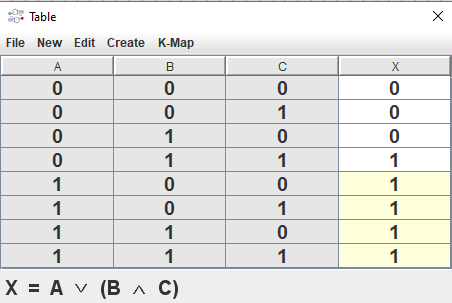 Table
File New Edit Create K-Map
A B C X
0 0 0 0
0 0 1 0
0 1 0 0
0 1 1 1
1 0 0 1
1 0 1 1
1 1 0 1
1 1 1 1
X = A ∨ (B ∧ C)